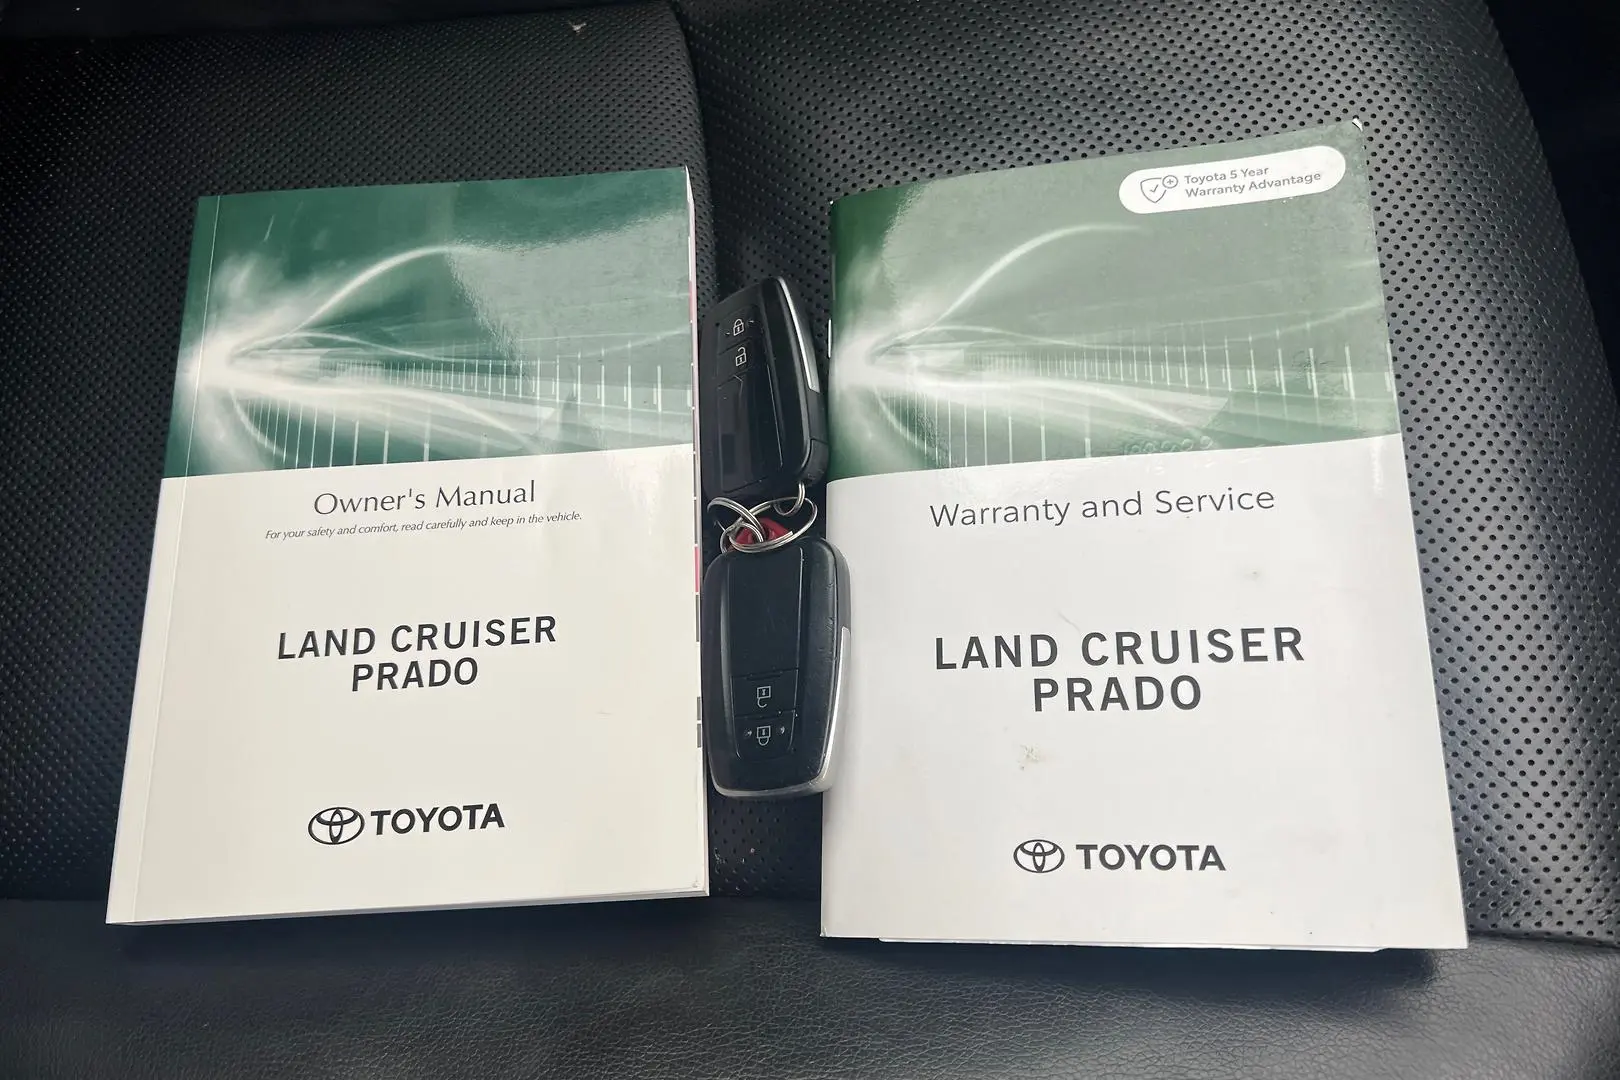 Owner's Manual
For your safety and comfort, read carefully and keep in the vehicle.
LAND CRUISER
PRADO
TOYOTA
Toyota 5 Year
Warranty Advantage
Warranty and Service
LAND CRUISER
PRADO
TOYOTA